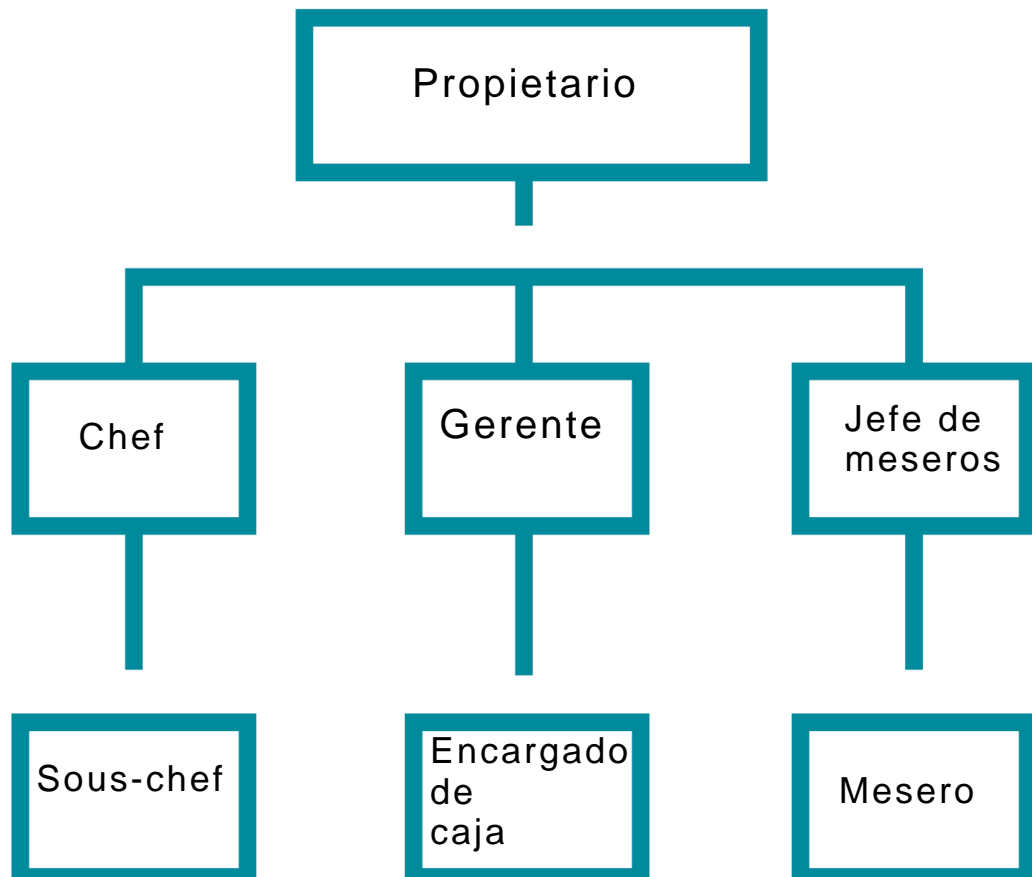 Propietario
Chef
Gerente
Jefe de
meseros
Sous-chef
Encargado
de
caja
Mesero